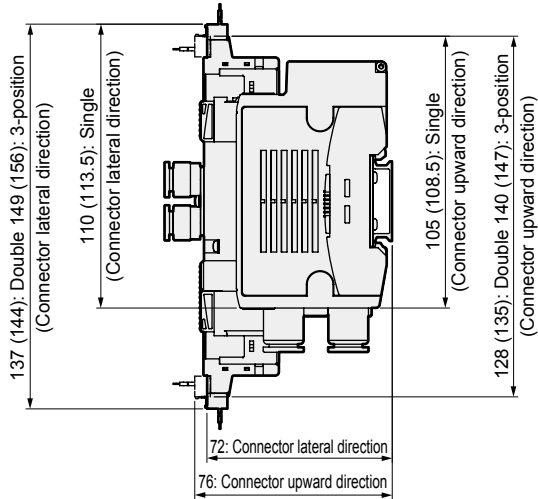 137 (144): Double 149 (156): 3-position
(Connector lateral direction)
110 (113.5): Single
(Connector lateral direction)
105 (108.5): Single
(Connector upward direction)
128 (135): Double 140 (147): 3-position
(Connector upward direction)
72: Connector lateral direction
76: Connector upward direction